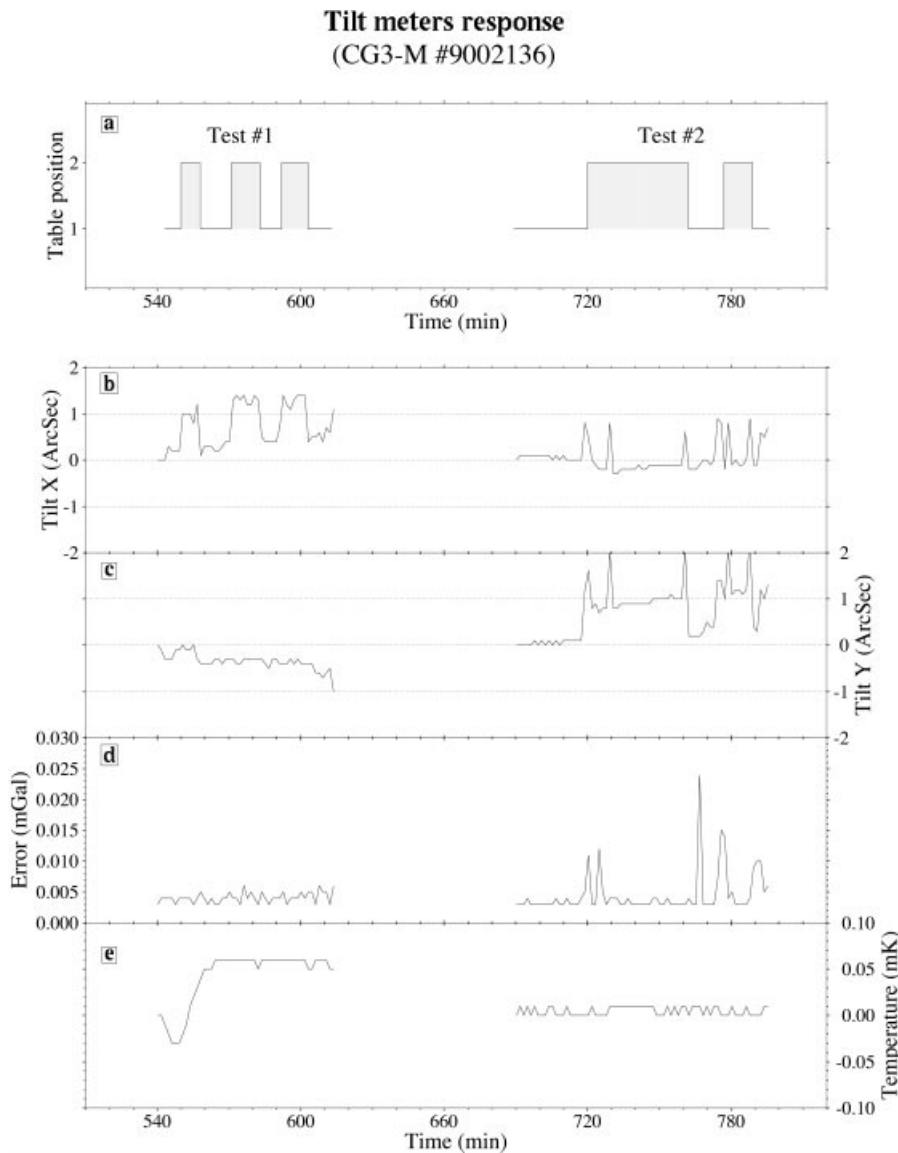 Tilt meters response
(CG3-M #9002136)
a
Test #1
Test #2
Table position
2
1
540
600
660
720
780
Time (min)
b
Tilt X (ArcSec)
2
1
0
-1
-2
c
2
1
0
-1
-2
Tilt Y (ArcSec)
d
Error (mGal)
0.030
0.025
0.020
0.015
0.010
0.005
0.000
e
0.10
0.05
0.00
-0.05
-0.10
Temperature (mK)
540
600
660
720
780
Time (min)